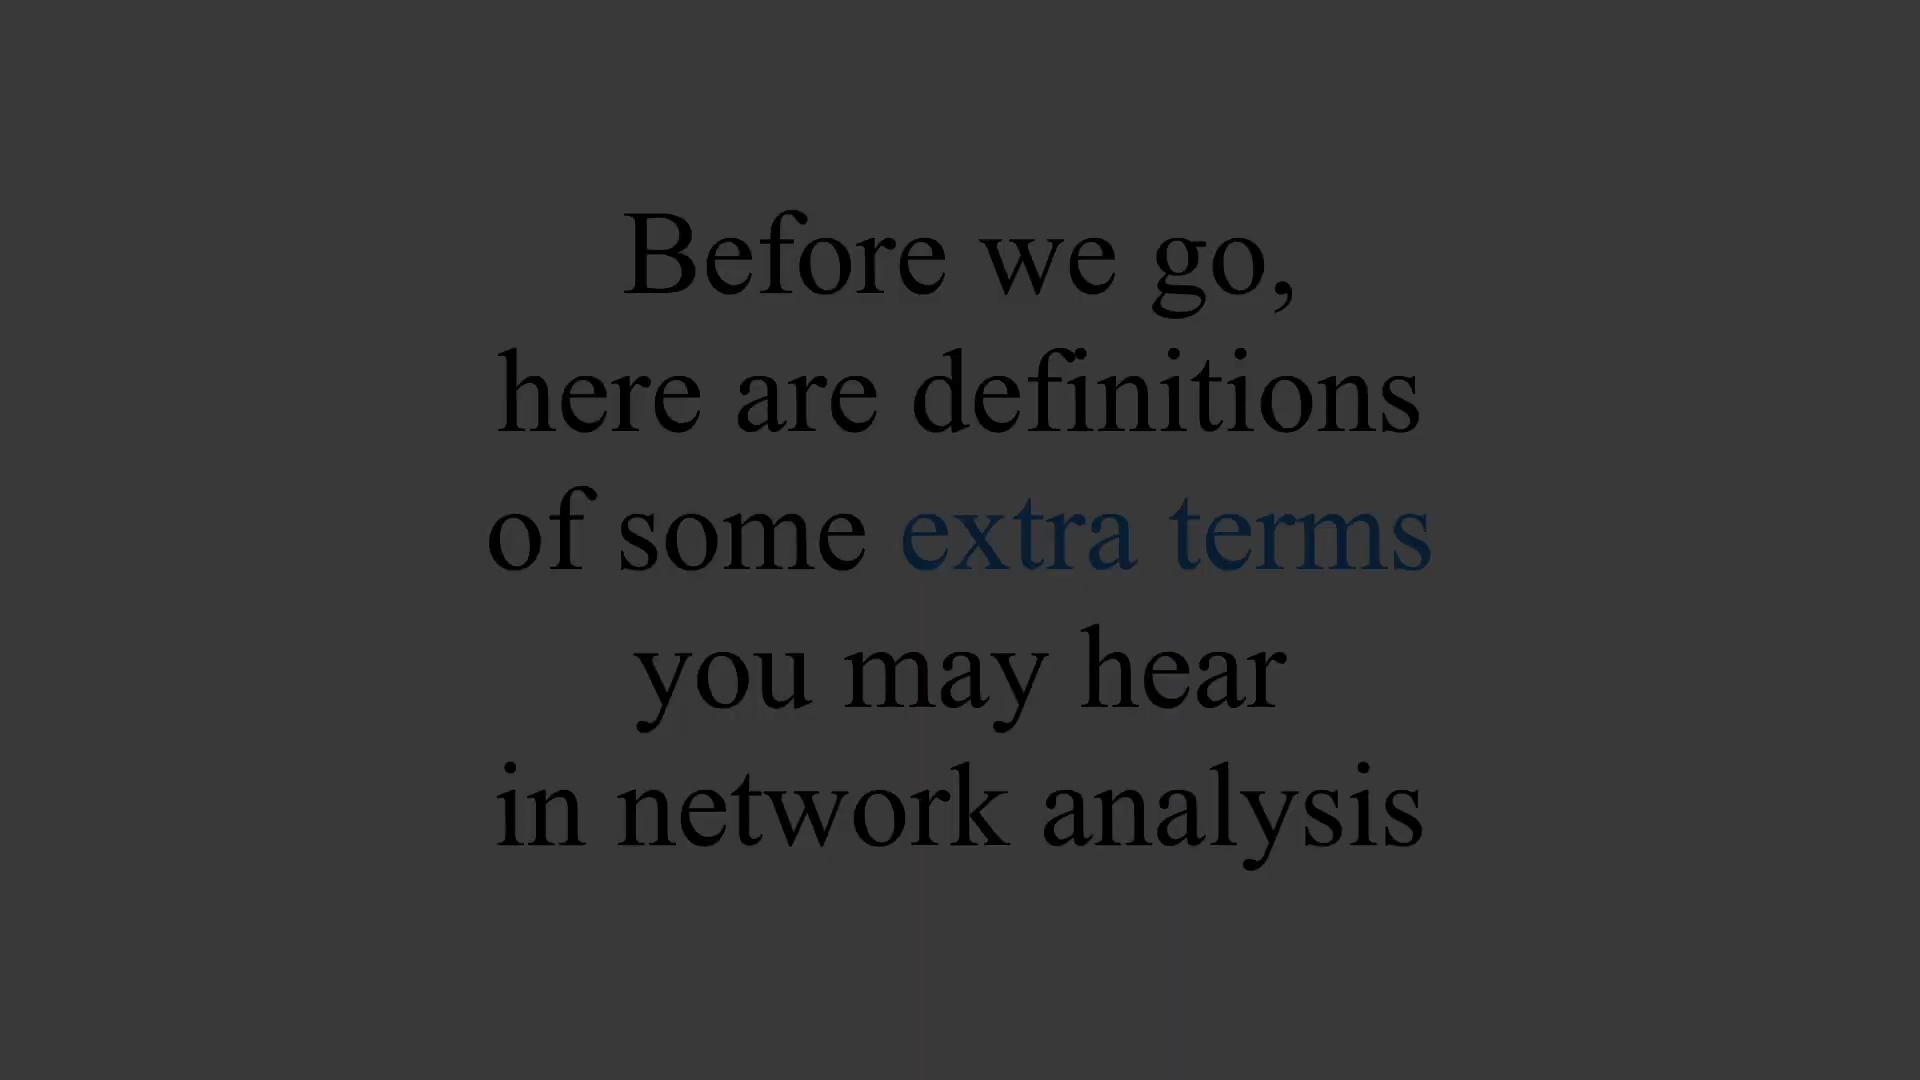 Before we go,
here are definitions
of some extra terms
you may hear
in network analysis